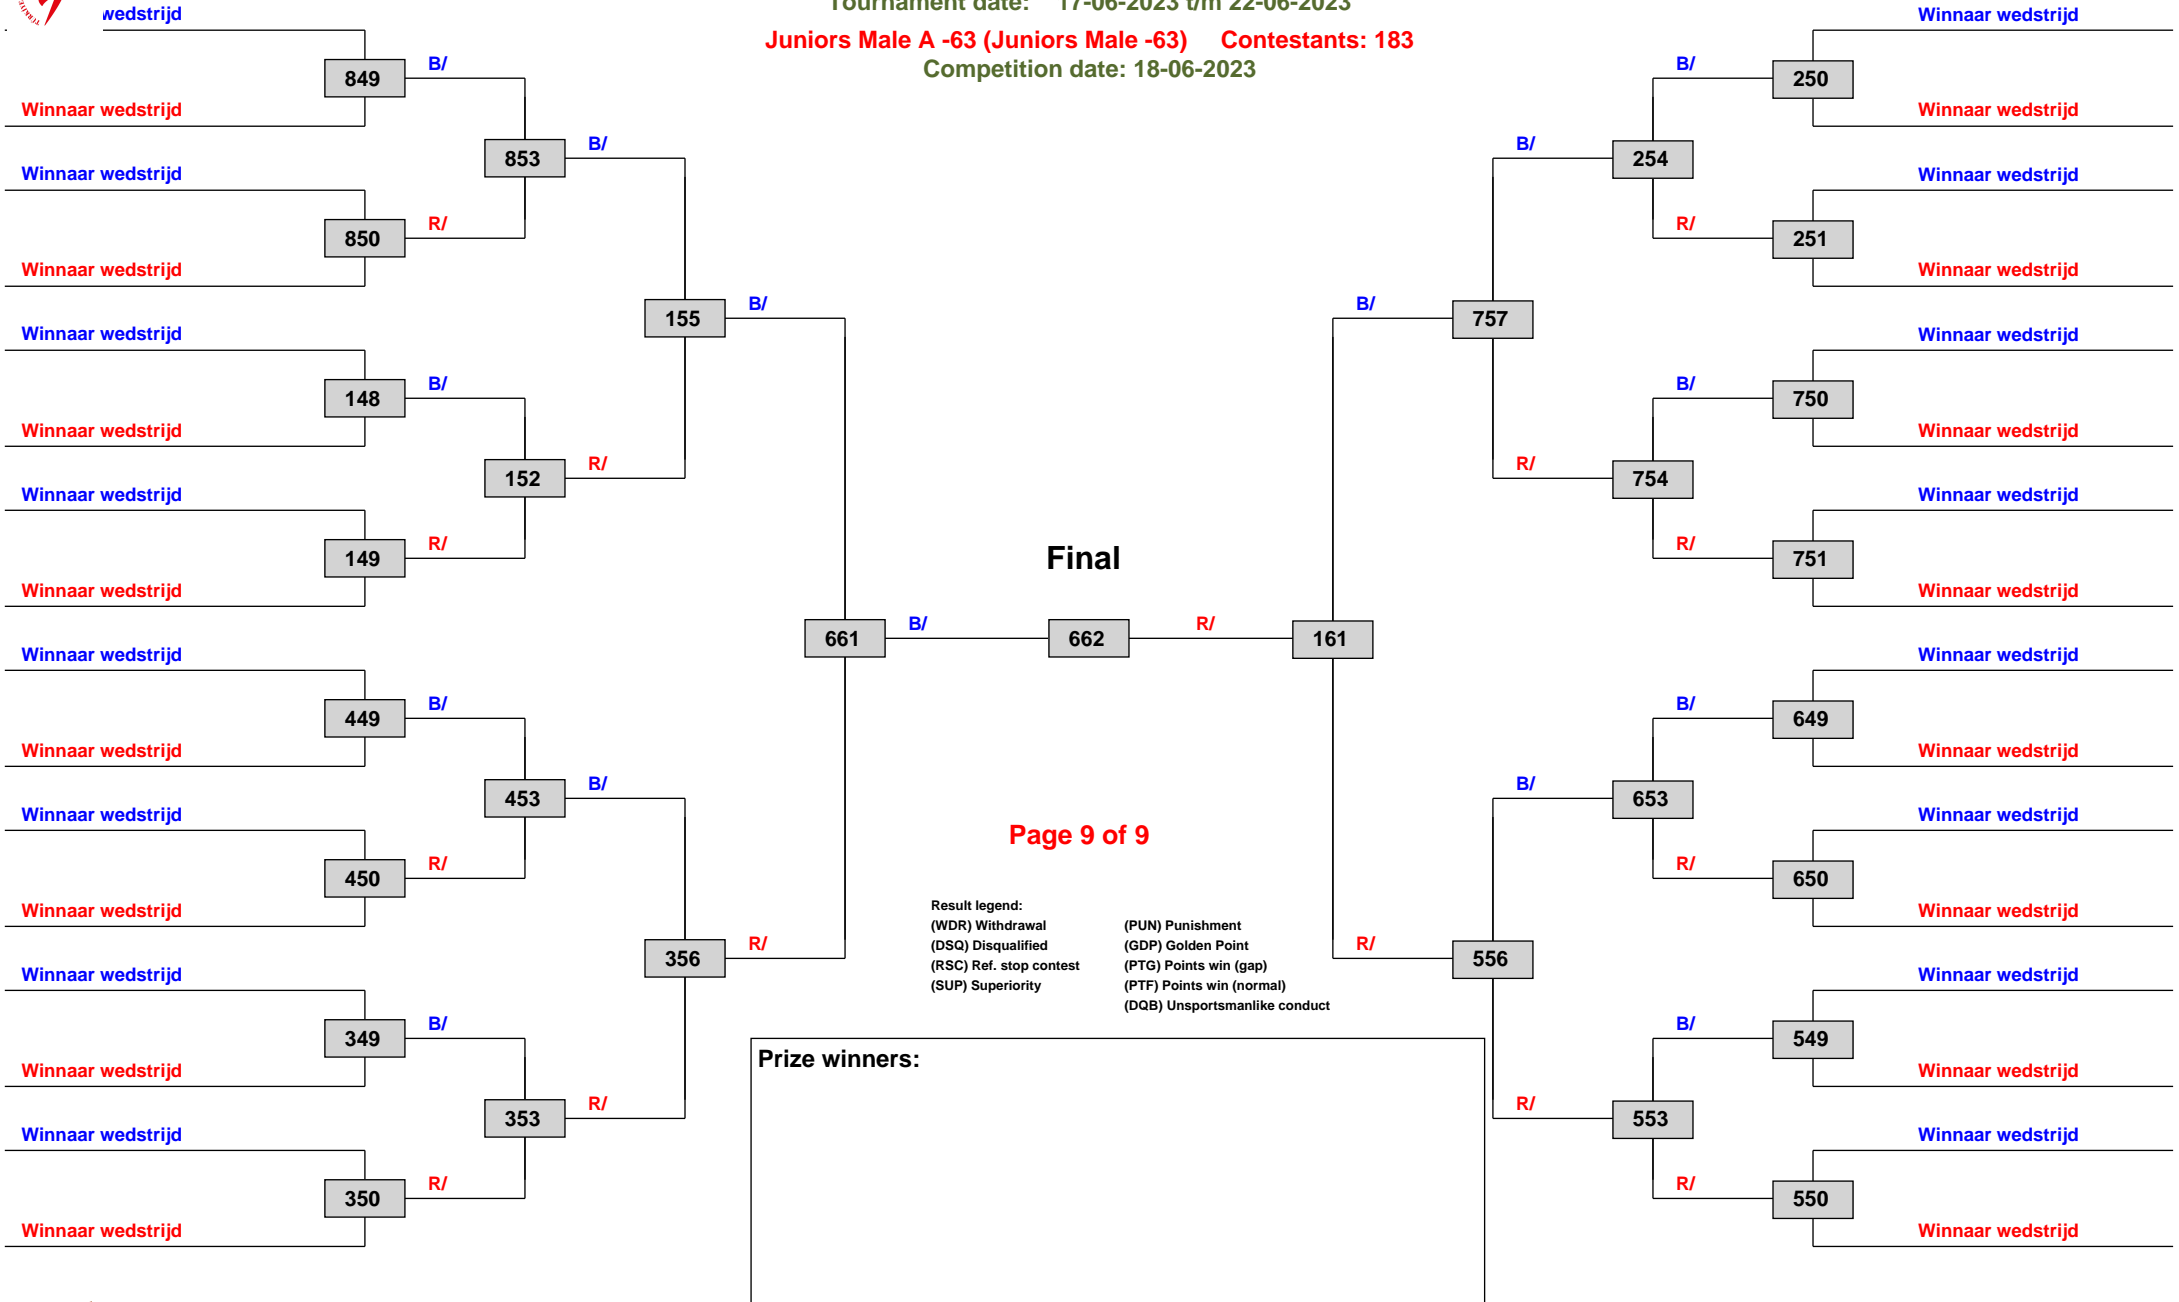 Tournament date: 17-06-2023 t/m 22-06-2023
Juniors Male A -63 (Juniors Male -63) Contestants: 183
Competition date: 18-06-2023
wedstrijd
849
B/
Winnaar wedstrijd
853
B/
Winnaar wedstrijd
850
R/
Winnaar wedstrijd
155
B/
Winnaar wedstrijd
148
B/
Winnaar wedstrijd
152
R/
Winnaar wedstrijd
149
R/
Winnaar wedstrijd
661
B/
Winnaar wedstrijd
449
B/
Winnaar wedstrijd
453
B/
Winnaar wedstrijd
450
R/
Winnaar wedstrijd
356
R/
Winnaar wedstrijd
349
B/
Winnaar wedstrijd
353
R/
Winnaar wedstrijd
350
R/
Winnaar wedstrijd
Final
662
Page 9 of 9
Result legend:
(WDR) Withdrawal
(DSQ) Disqualified
(RSC) Ref. stop contest
(SUP) Superiority
(PUN) Punishment
(GDP) Golden Point
(PTG) Points win (gap)
(PTF) Points win (normal)
(DQB) Unsportsmanlike conduct
Prize winners:
Winnaar wedstrijd
B/
250
Winnaar wedstrijd
B/
254
Winnaar wedstrijd
R/
251
Winnaar wedstrijd
B/
757
Winnaar wedstrijd
B/
750
Winnaar wedstrijd
R/
754
Winnaar wedstrijd
R/
751
Winnaar wedstrijd
R/
161
Winnaar wedstrijd
B/
649
Winnaar wedstrijd
B/
653
Winnaar wedstrijd
R/
650
Winnaar wedstrijd
R/
556
Winnaar wedstrijd
B/
549
Winnaar wedstrijd
R/
553
Winnaar wedstrijd
R/
550
Winnaar wedstrijd